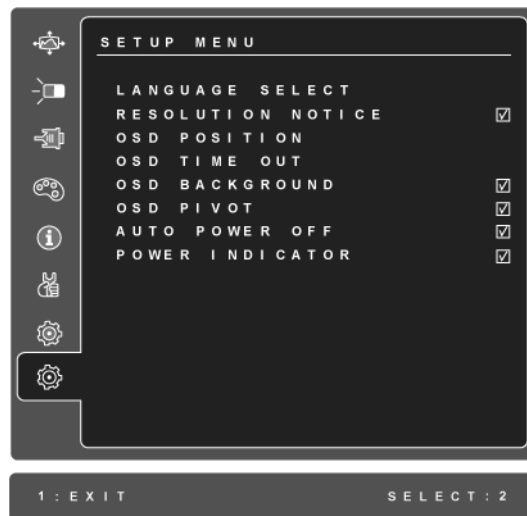 SETUP MENU
LANGUAGE SELECT
RESOLUTION NOTICE
OSD POSITION
OSD TIME OUT
OSD BACKGROUND
OSD PIVOT
AUTO POWER OFF
POWER INDICATOR
1:EXIT SELECT:2